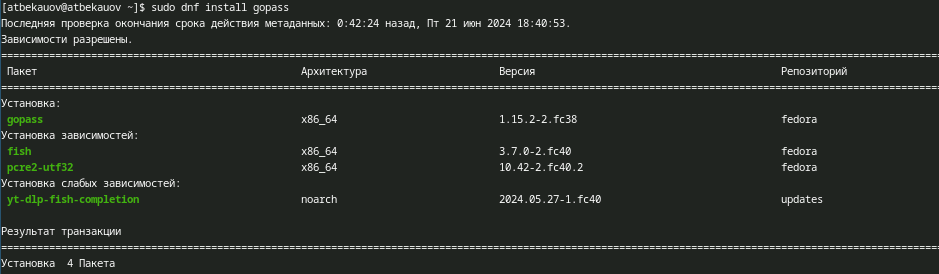 [atbekauov@atbekauov ~]$ sudo dnf install gopass
Последняя проверка окончания срока действия метаданных: 0:42:24 назад, Пт 21 июн 2024 18:40:53.
Зависимости разрешены.
Пакет Архитектура Версия Репозиторий
Установка:
gopass x86_64 1.15.2-2.fc38 fedora
Установка зависимостей:
fish x86_64 3.7.0-2.fc40 fedora
pcre2-utf32 x86_64 10.42-2.fc40.2 fedora
Установка слабых зависимостей:
yt-dlp-fish-completion noarch 2024.05.27-1.fc40 updates
Результат транзакции
Установка 4 Пакета